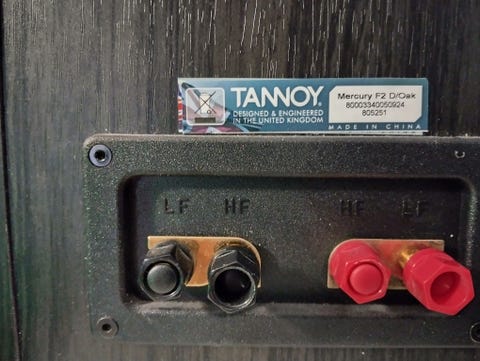 TANNOY®
DESIGNED & ENGINEERED
IN THE UNITED KINGDOM
Mercury F2 D/Oak
80003340050924
805251
MADE IN CHINA
LF HF HF LF